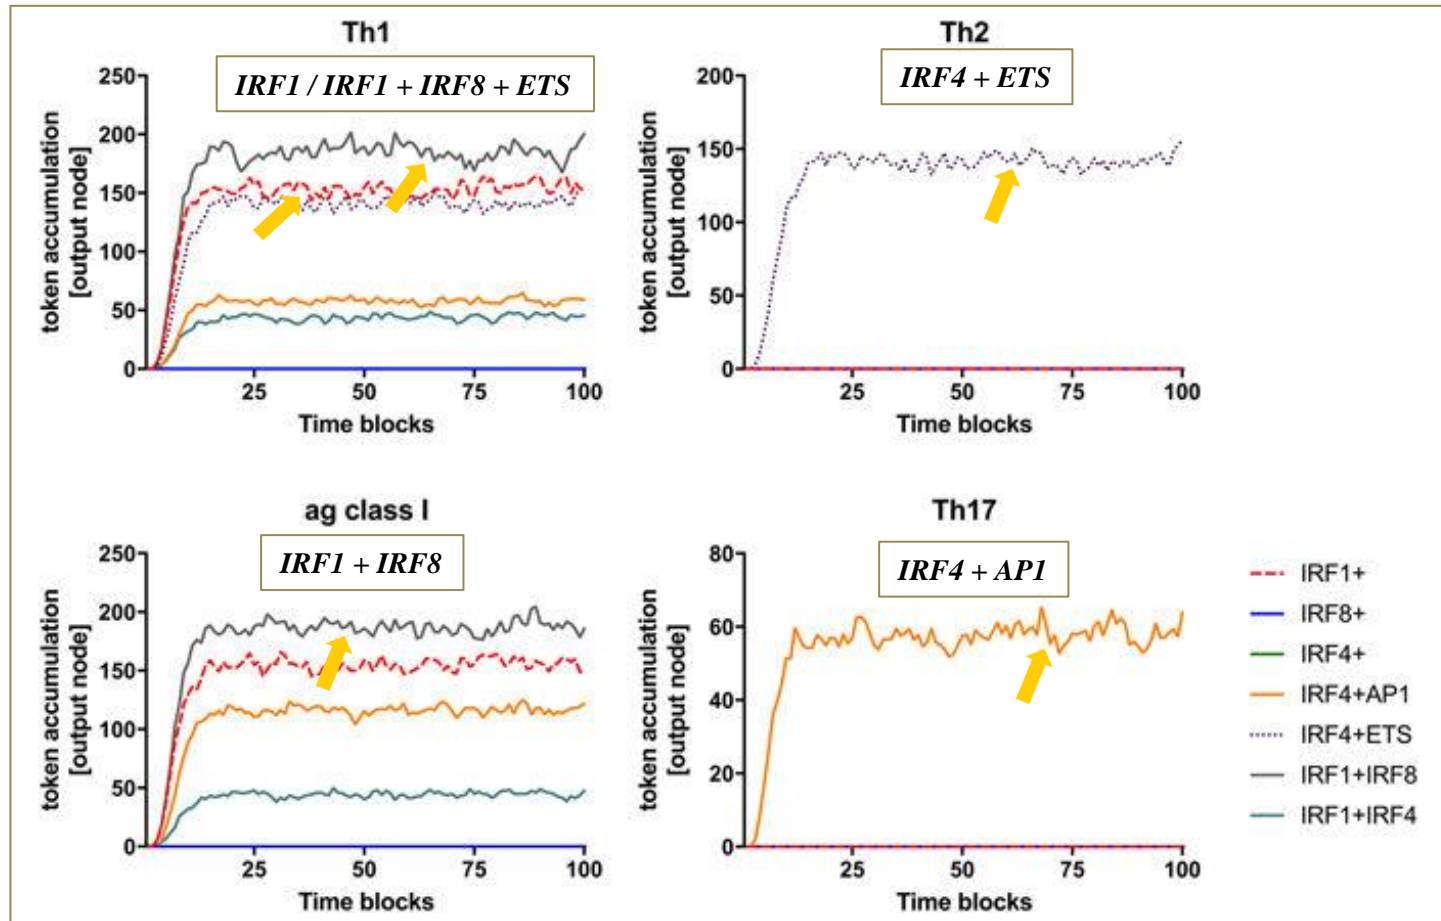 Th1
IRF1 / IRF1 + IRF8 + ETS
token accumulation
[output node]
250
200
150
100
50
0
25 50 75 100
Time blocks
Th2
IRF4 + ETS
token accumulation
[output node]
200
150
100
50
0
25 50 75 100
Time blocks
ag class I
IRF1 + IRF8
token accumulation
[output node]
250
200
150
100
50
0
25 50 75 100
Time blocks
Th17
IRF4 + AP1
token accumulation
[output node]
80
60
40
20
0
25 50 75 100
Time blocks
IRF1+
IRF8+
IRF4+
IRF4+AP1
IRF4+ETS
IRF1+IRF8
IRF1+IRF4